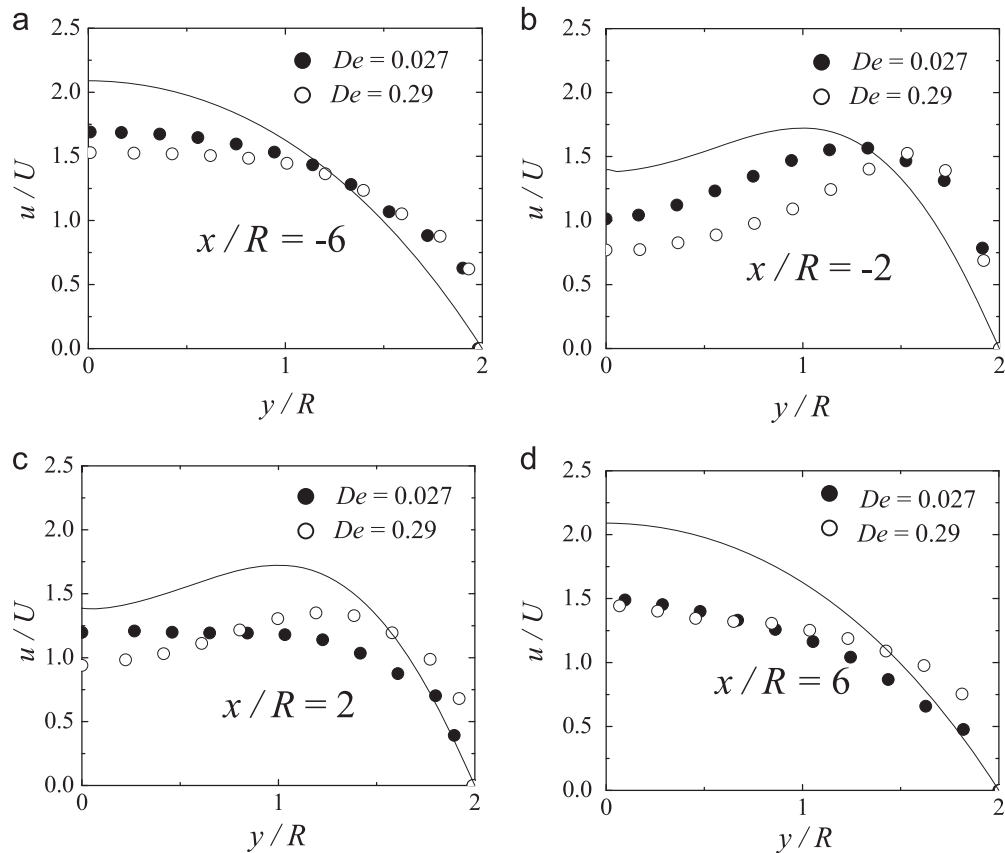 a
2.5
2.0
1.5
1.0
0.5
0.0
u / U
De = 0.027
De = 0.29
x / R = -6
0
1
2
y / R
b
2.5
2.0
1.5
1.0
0.5
0.0
u / U
De = 0.027
De = 0.29
x / R = -2
0
1
2
y / R
c
2.5
2.0
1.5
1.0
0.5
0.0
u / U
De = 0.027
De = 0.29
x / R = 2
0
1
2
y / R
d
2.5
2.0
1.5
1.0
0.5
0.0
u / U
De = 0.027
De = 0.29
x / R = 6
0
1
2
y / R